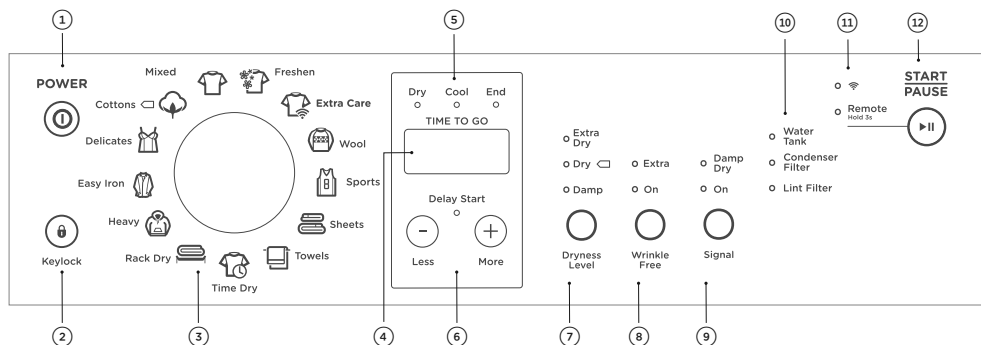 1
5
10
11
12
POWER
Mixed
Freshen
Cottons
Extra Care
Delicates
Wool
Easy Iron
Sports
Heavy
Sheets
Rack Dry
Towels
Time Dry
Keylock
Dry Cool End
TIME TO GO
Delay Start
- +
Less More
Extra
Dry
Dry
Damp
Dryness
Level
Extra
On
Wrinkle
Free
Damp
Dry
On
Signal
Water
Tank
Condenser
Filter
Lint Filter
Remote
Hold 3s
START
PAUSE
2
3
4
6
7
8
9